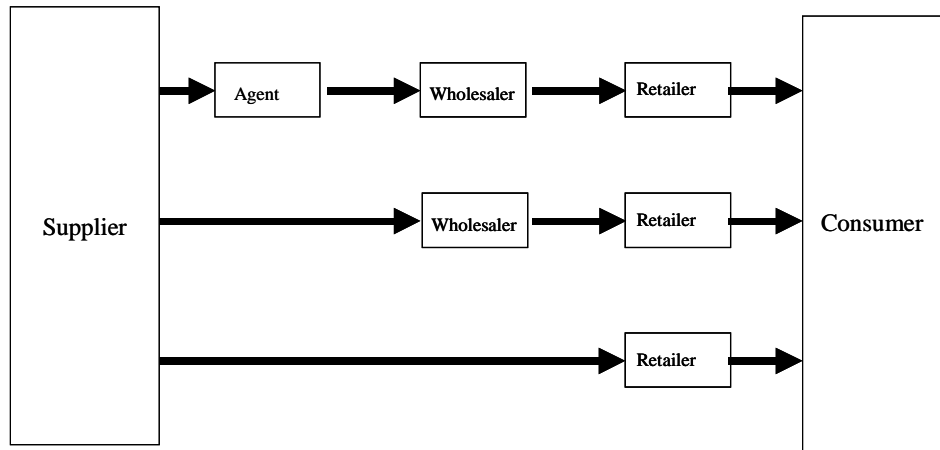 Agent
Wholesaler
Retailer
Supplier
Wholesaler
Retailer
Consumer
Retailer